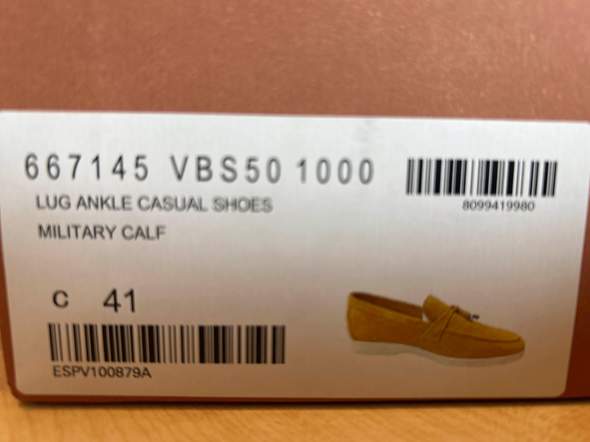 667145 VBS50 1000
8099419980
LUG ANKLE CASUAL SHOES
MILITARY CALF
C 41
ESPV100879A